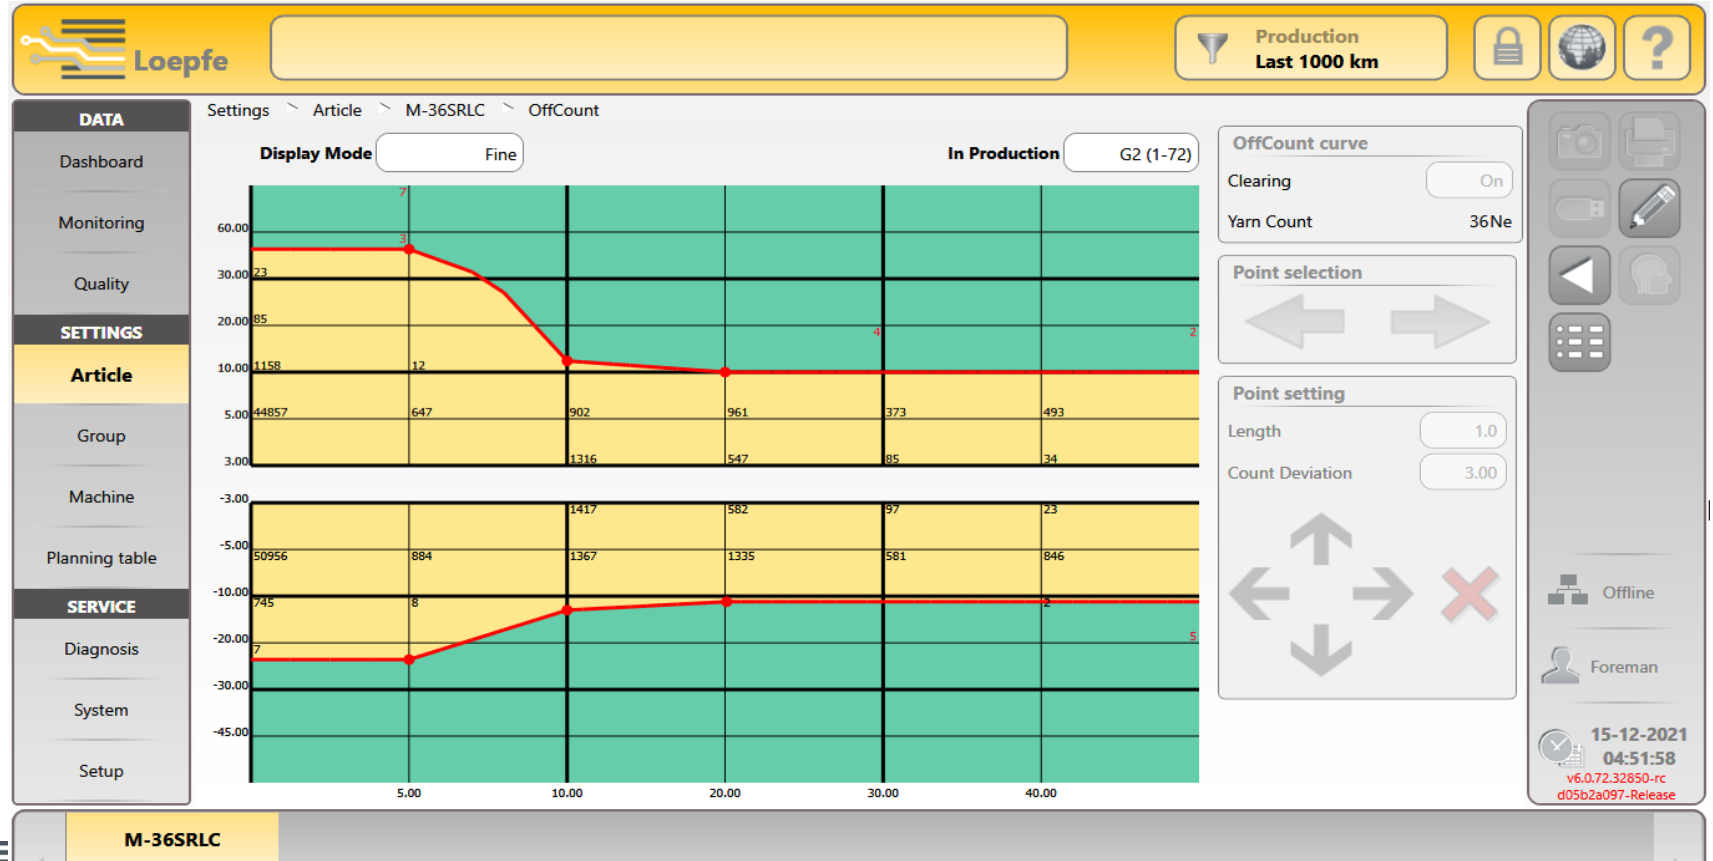 Loepfe
Production
Last 1000 km
?
DATA
Dashboard
Monitoring
Quality
SETTINGS
Article
Group
Machine
Planning table
SERVICE
Diagnosis
System
Setup
Settings > Article > M-36SRLC > OffCount
Display Mode Fine
In Production G2 (1-72)
7
60.00
3
30.00 23
20.00 85 4 2
10.00 1158 12
5.00 44857 647 902 961 373 493
3.00 1316 547 85 34
-3.00 1417 582 97 23
-5.00 50956 884 1367 1335 581 846
-10.00 745 8 2
-20.00 7 5
-30.00
-45.00
5.00 10.00 20.00 30.00 40.00
OffCount curve
Clearing On
Yarn Count 36Ne
Point selection
Point setting
Length 1.0
Count Deviation 3.00
Offline
Foreman
15-12-2021
04:51:58
v6.0.72.32850-rc
d05b2a097-Release
M-36SRLC